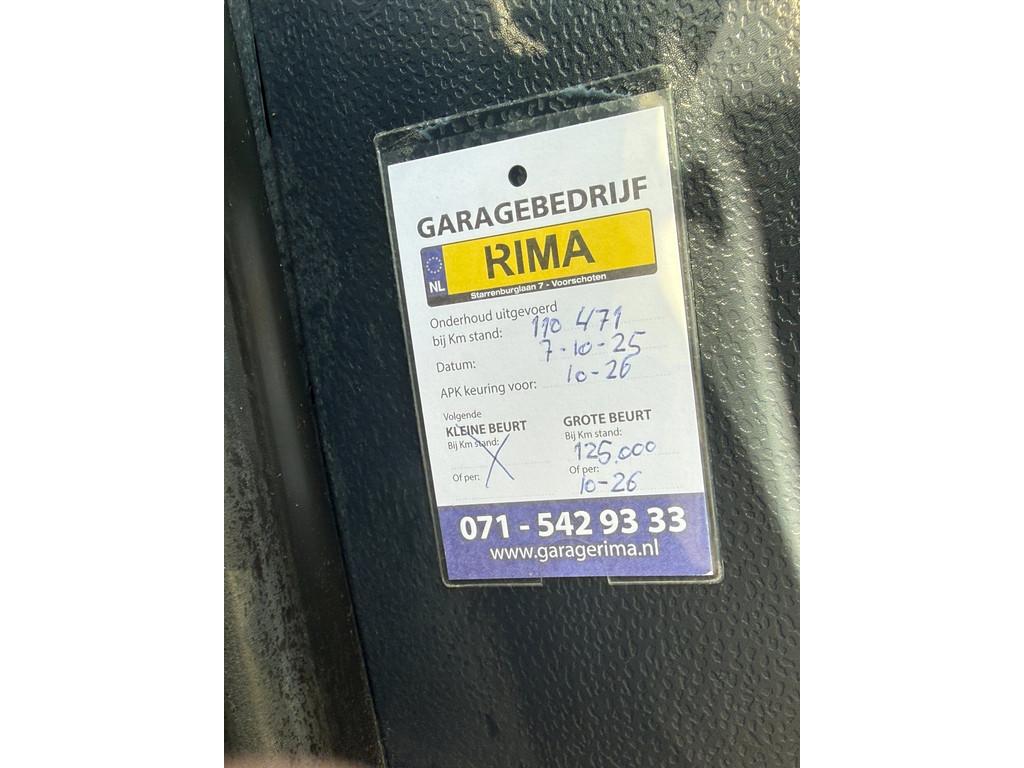 GARAGEBEDRIJF
NL RIMA
Starrenburglaan 7 - Voorschoten
Onderhoud uitgevoerd
bij Km stand: 110 471
Datum: 7-10-25
APK keuring voor: 10-26
Volgende
KLEINE BEURT
Bij Km stand:
Of per:
GROTE BEURT
Bij Km stand:
125.000
Of per:
10-26
071 - 542 93 33
www.garagerima.nl